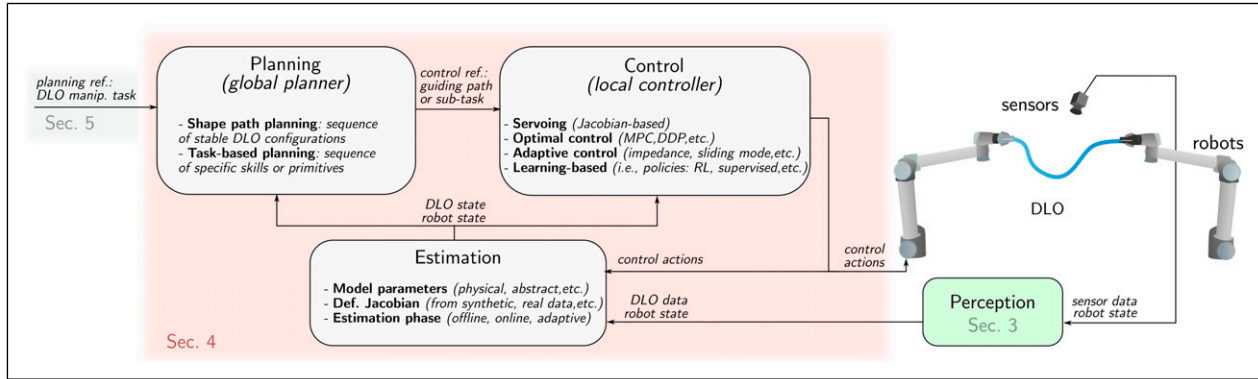 planning ref.:
DLO manip. task
Sec. 5
Planning
(global planner)
- Shape path planning: sequence
of stable DLO configurations
- Task-based planning: sequence
of specific skills or primitives
control ref.:
guiding path
or sub-task
Control
(local controller)
- Servoing (Jacobian-based)
- Optimal control (MPC,DDP,etc.)
- Adaptive control (impedance, sliding mode,etc.)
- Learning-based (i.e., policies: RL, supervised,etc.)
sensors
robots
DLO
DLO state
robot state
Estimation
- Model parameters (physical, abstract,etc.)
- Def. Jacobian (from synthetic, real data,etc.)
- Estimation phase (offline, online, adaptive)
control actions
control
actions
DLO data
robot state
Perception
Sec. 3
sensor data
robot state
Sec. 4